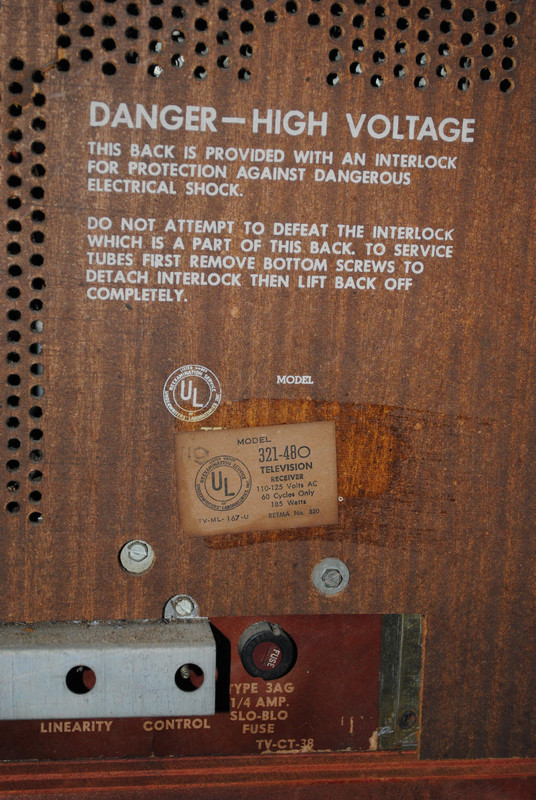 DANGER—HIGH VOLTAGE
THIS BACK IS PROVIDED WITH AN INTERLOCK
FOR PROTECTION AGAINST DANGEROUS
ELECTRICAL SHOCK.
DO NOT ATTEMPT TO DEFEAT THE INTERLOCK
WHICH IS A PART OF THIS BACK. TO SERVICE
TUBES FIRST REMOVE BOTTOM SCREWS TO
DETACH INTERLOCK THEN LIFT BACK OFF
COMPLETELY.
UL
MODEL
MODEL
321-480
TELEVISION
RECEIVER
110-125 Volts AC
60 Cycles Only
185 Watts
UL
TV-ML-167-U
RETMA No. 320
FUSE
TYPE 3AG
1/4 AMP.
SLO-BLO
FUSE
LINEARITY CONTROL
TV-CT-38